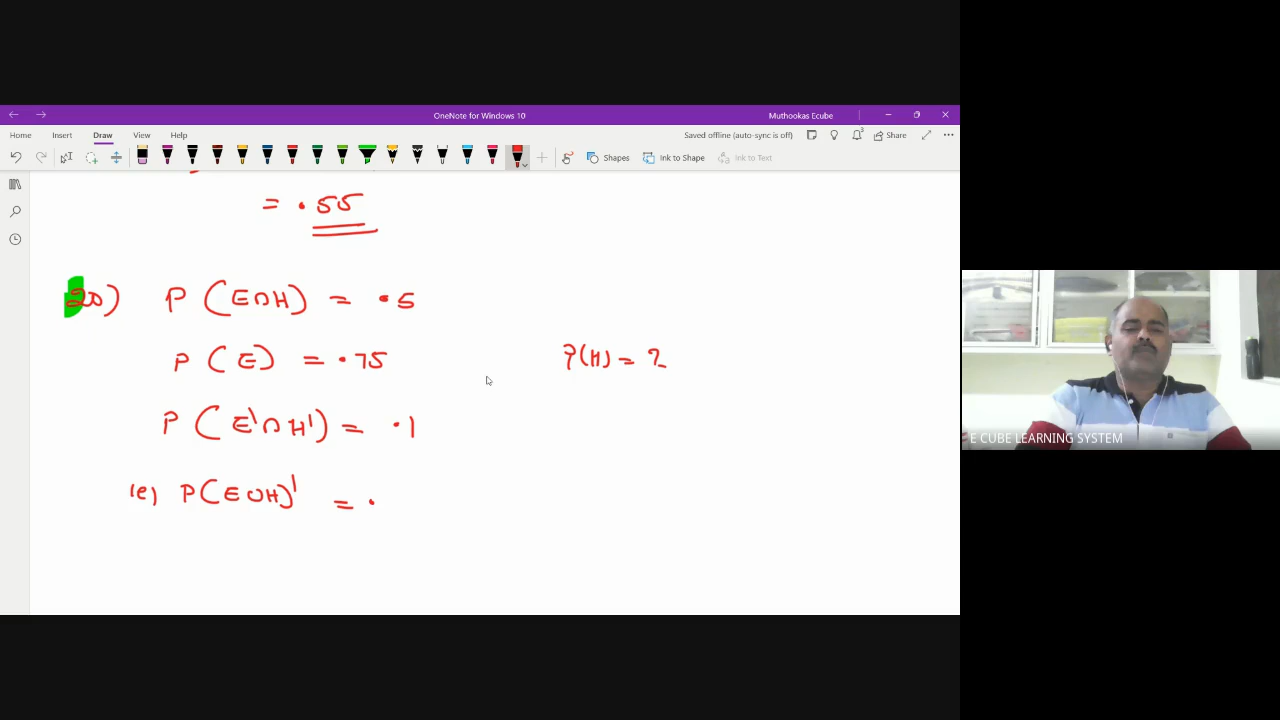 OneNote for Windows 10
Muthookas Ecube
Home Insert Draw View Help
Saved offline (auto-sync is off)
3
Share
Shapes
Ink to Shape
Ink to Text
= .55
20) P (E∩H) = .5
P (E) = .75
P(H) = ?
P (E'∩H') = .1
(e) P(E∪H)' = .
E CUBE LEARNING SYSTEM